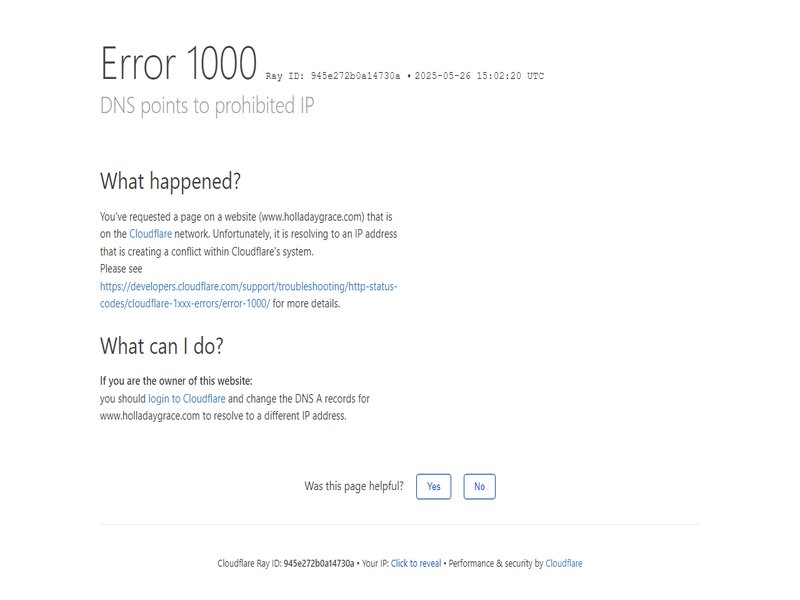 Error 1000 Ray ID: 945e272b0a14730a • 2025-05-26 15:02:20 UTC
DNS points to prohibited IP
What happened?
You've requested a page on a website (www.holladaygrace.com) that is
on the Cloudflare network. Unfortunately, it is resolving to an IP address
that is creating a conflict within Cloudflare's system.
Please see
https://developers.cloudflare.com/support/troubleshooting/http-status-
codes/cloudflare-1xxx-errors/error-1000/ for more details.
What can I do?
If you are the owner of this website:
you should login to Cloudflare and change the DNS A records for
www.holladaygrace.com to resolve to a different IP address.
Was this page helpful? Yes No
Cloudflare Ray ID: 945e272b0a14730a • Your IP: Click to reveal • Performance & security by Cloudflare